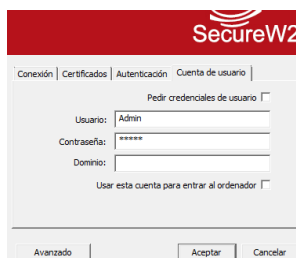 SecureW2
Conexión Certificados Autenticación Cuenta de usuario
Pedir credenciales de usuario
Usuario: Admin
Contraseña: *****
Dominio:
Usar esta cuenta para entrar al ordenador
Avanzado Aceptar Cancelar